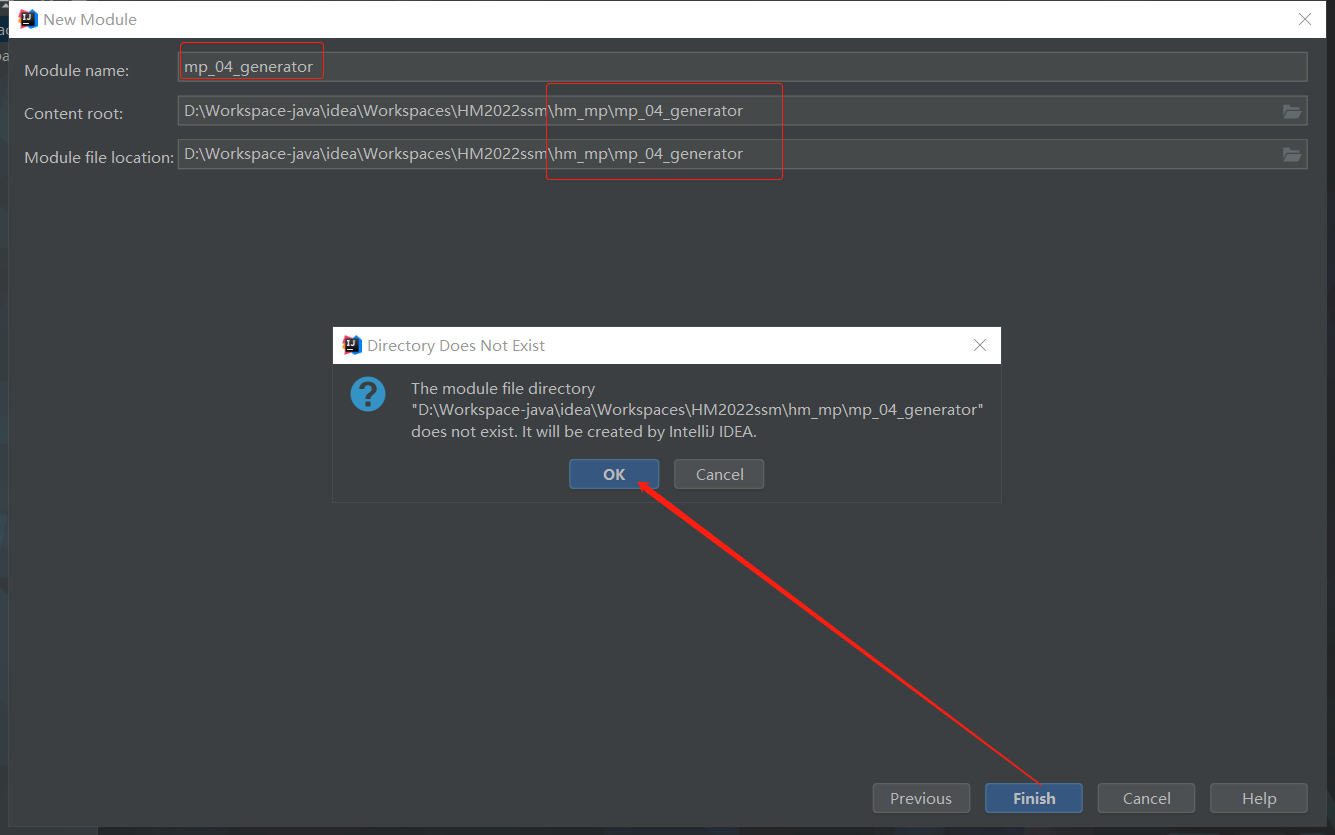 New Module
Module name: mp_04_generator
Content root: D:\Workspace-java\idea\Workspaces\HM2022ssm\hm_mp\mp_04_generator
Module file location: D:\Workspace-java\idea\Workspaces\HM2022ssm\hm_mp\mp_04_generator
Directory Does Not Exist
The module file directory
"D:\Workspace-java\idea\Workspaces\HM2022ssm\hm_mp\mp_04_generator"
does not exist. It will be created by IntelliJ IDEA.
OK Cancel
Previous Finish Cancel Help